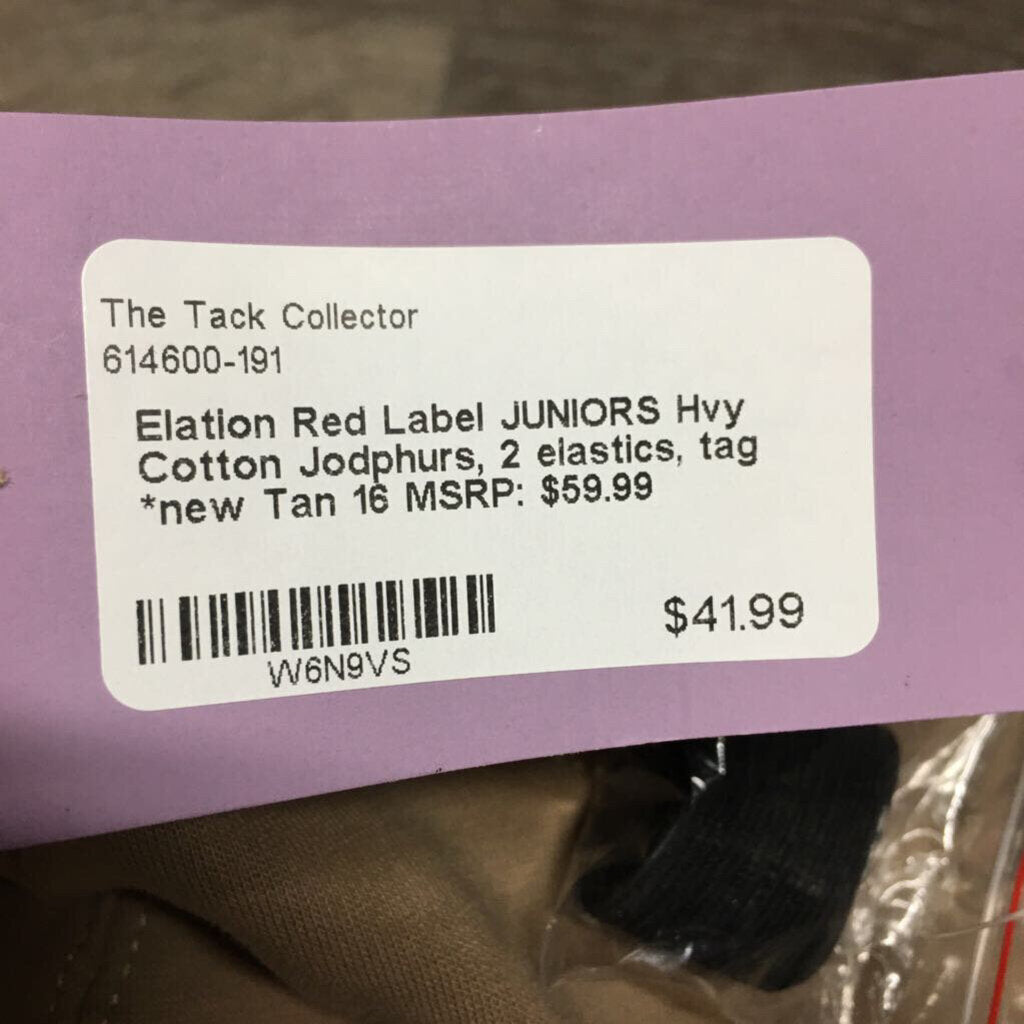 The Tack Collector
614600-191
Elation Red Label JUNIORS Hvy
Cotton Jodphurs, 2 elastics, tag
*new Tan 16 MSRP: $59.99
W6N9VS
$41.99